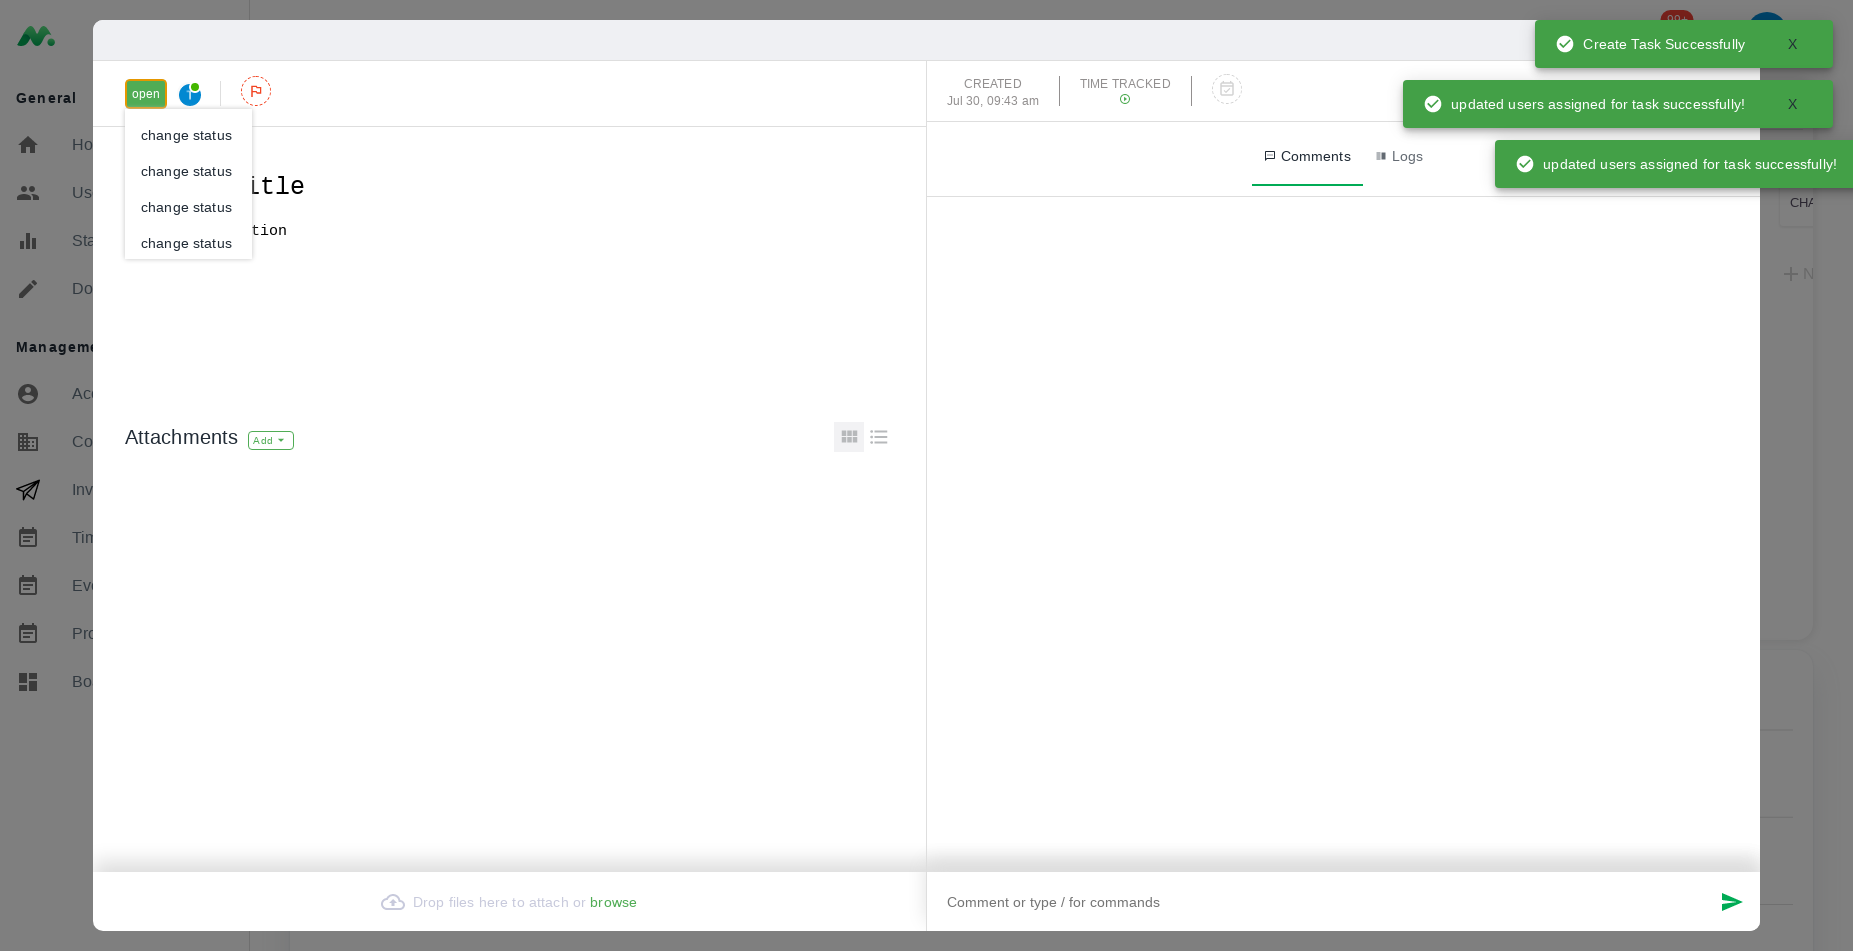 99+
Create Task Successfully X
updated users assigned for task successfully! X
updated users assigned for task successfully!
General
Ho
Use
Sta
Do
Manageme
Acc
Co
Inv
Tim
Eve
Pro
Bo
open T
change status
change status
change status
change status
itle
tion
CREATED
Jul 30, 09:43 am
TIME TRACKED
Comments Logs
CHA
N
Attachments Add
Drop files here to attach or browse
Comment or type / for commands